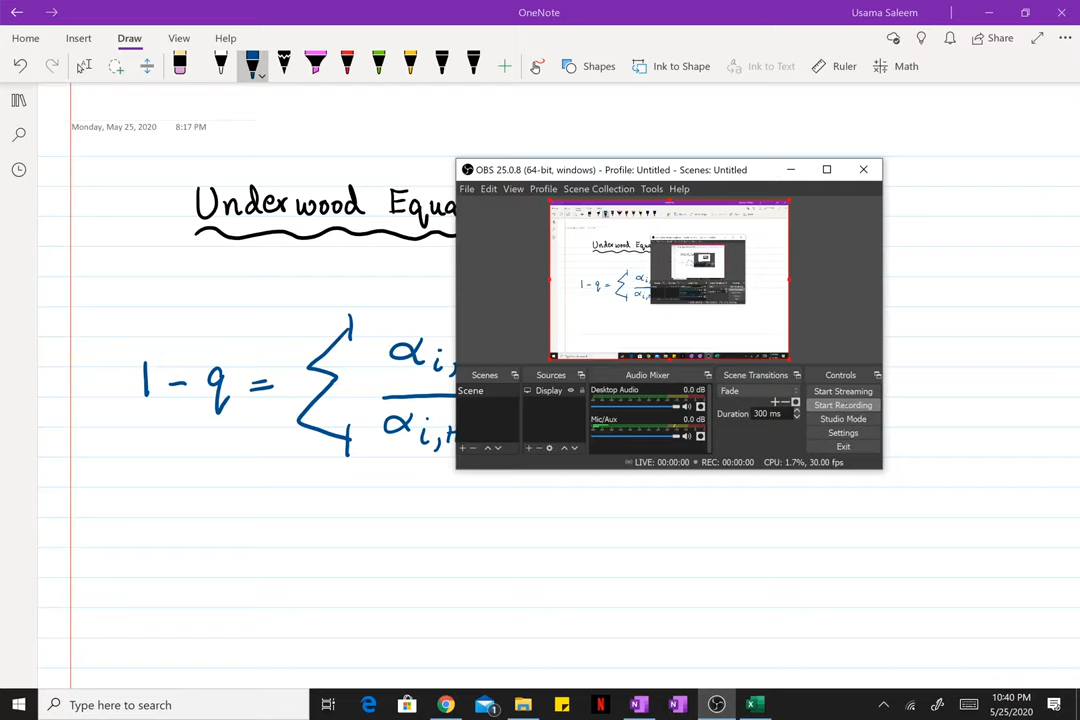 OneNote
Usama Saleem
Home Insert Draw View Help
Share
Shapes Ink to Shape Ink to Text Ruler Math
Monday, May 25, 2020 8:17 PM
Underwood Equa
1 - q = Σ αi,
αi,
OBS 25.0.8 (64-bit, windows) - Profile: Untitled - Scenes: Untitled
File Edit View Profile Scene Collection Tools Help
Underwood Equ
Scenes Sources Audio Mixer Scene Transitions Controls
Scene
Display
Desktop Audio 0.0 dB
Mic/Aux 0.0 dB
Fade
Duration 300 ms
Start Streaming
Start Recording
Studio Mode
Settings
Exit
LIVE: 00:00:00 REC: 00:00:00 CPU: 1.7%, 30.00 fps
Type here to search
1
10:40 PM
5/25/2020